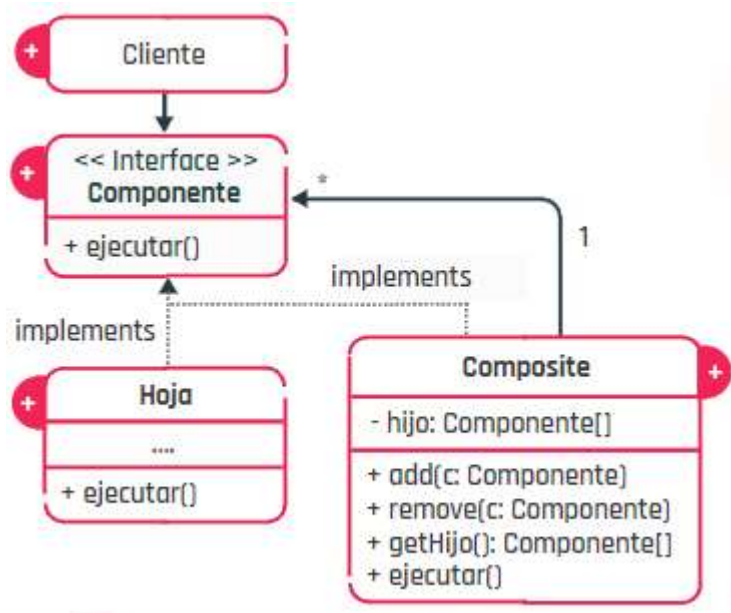 +
Cliente
+
<< Interface >>
Componente
+ ejecutar()
*
1
implements
implements
+
Hoja
....
+ ejecutar()
Composite
+
- hijo: Componente[]
+ add(c: Componente)
+ remove(c: Componente)
+ getHijo(): Componente[]
+ ejecutar()